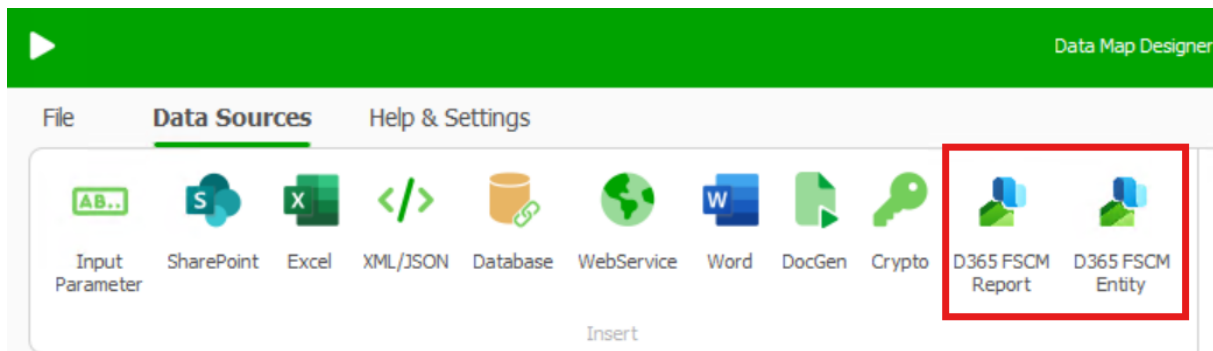 Data Map Designer
File Data Sources Help & Settings
AB..
S X </> W
Input SharePoint Excel XML/JSON Database WebService Word DocGen Crypto D365 FSCM D365 FSCM
Parameter Report Entity
Insert